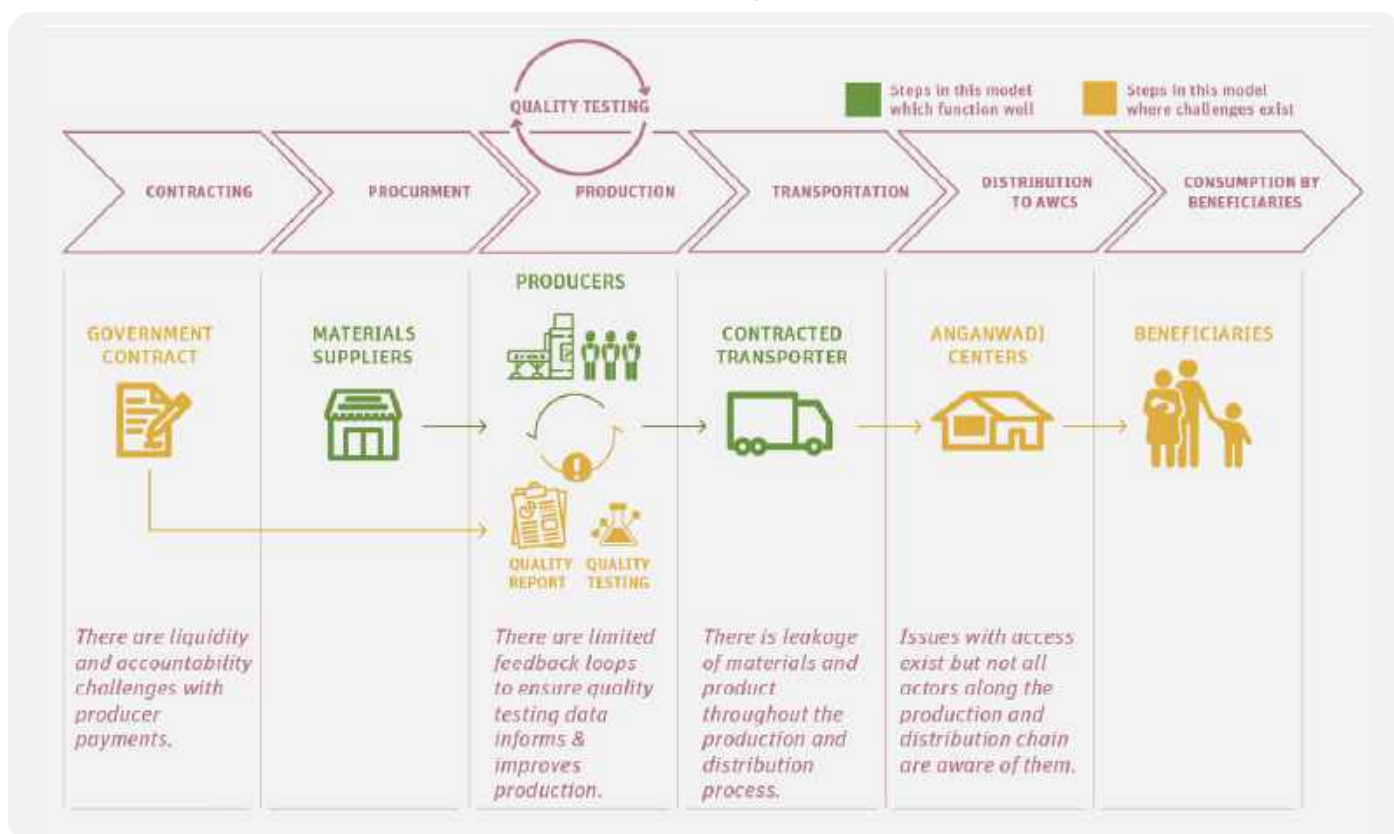 QUALITY TESTING
Steps in this model
which function well
Steps in this model
where challenges exist
CONTRACTING
PROCURMENT
PRODUCTION
TRANSPORTATION
DISTRIBUTION
TO AWCS
CONSUMPTION BY
BENEFICIARIES
GOVERNMENT
CONTRACT
MATERIALS
SUPPLIERS
PRODUCERS
CONTRACTED
TRANSPORTER
ANGANWADI
CENTERS
BENEFICIARIES
!
QUALITY
REPORT
QUALITY
TESTING
There are liquidity
and accountability
challenges with
producer
payments.
There are limited
feedback loops
to ensure quality
testing data
informs &
improves
production.
There is leakage
of materials and
product
throughout the
production and
distribution
process.
Issues with access
exist but not all
actors along the
production and
distribution chain
are aware of them.